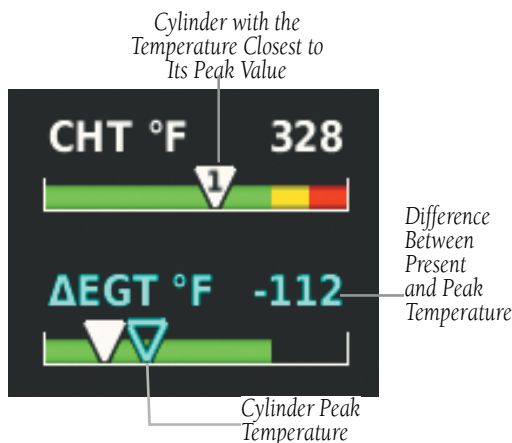 Cylinder with the
Temperature Closest to
Its Peak Value
CHT °F 328
1
ΔEGT °F -112
Difference
Between
Present
and Peak
Temperature
Cylinder Peak
Temperature